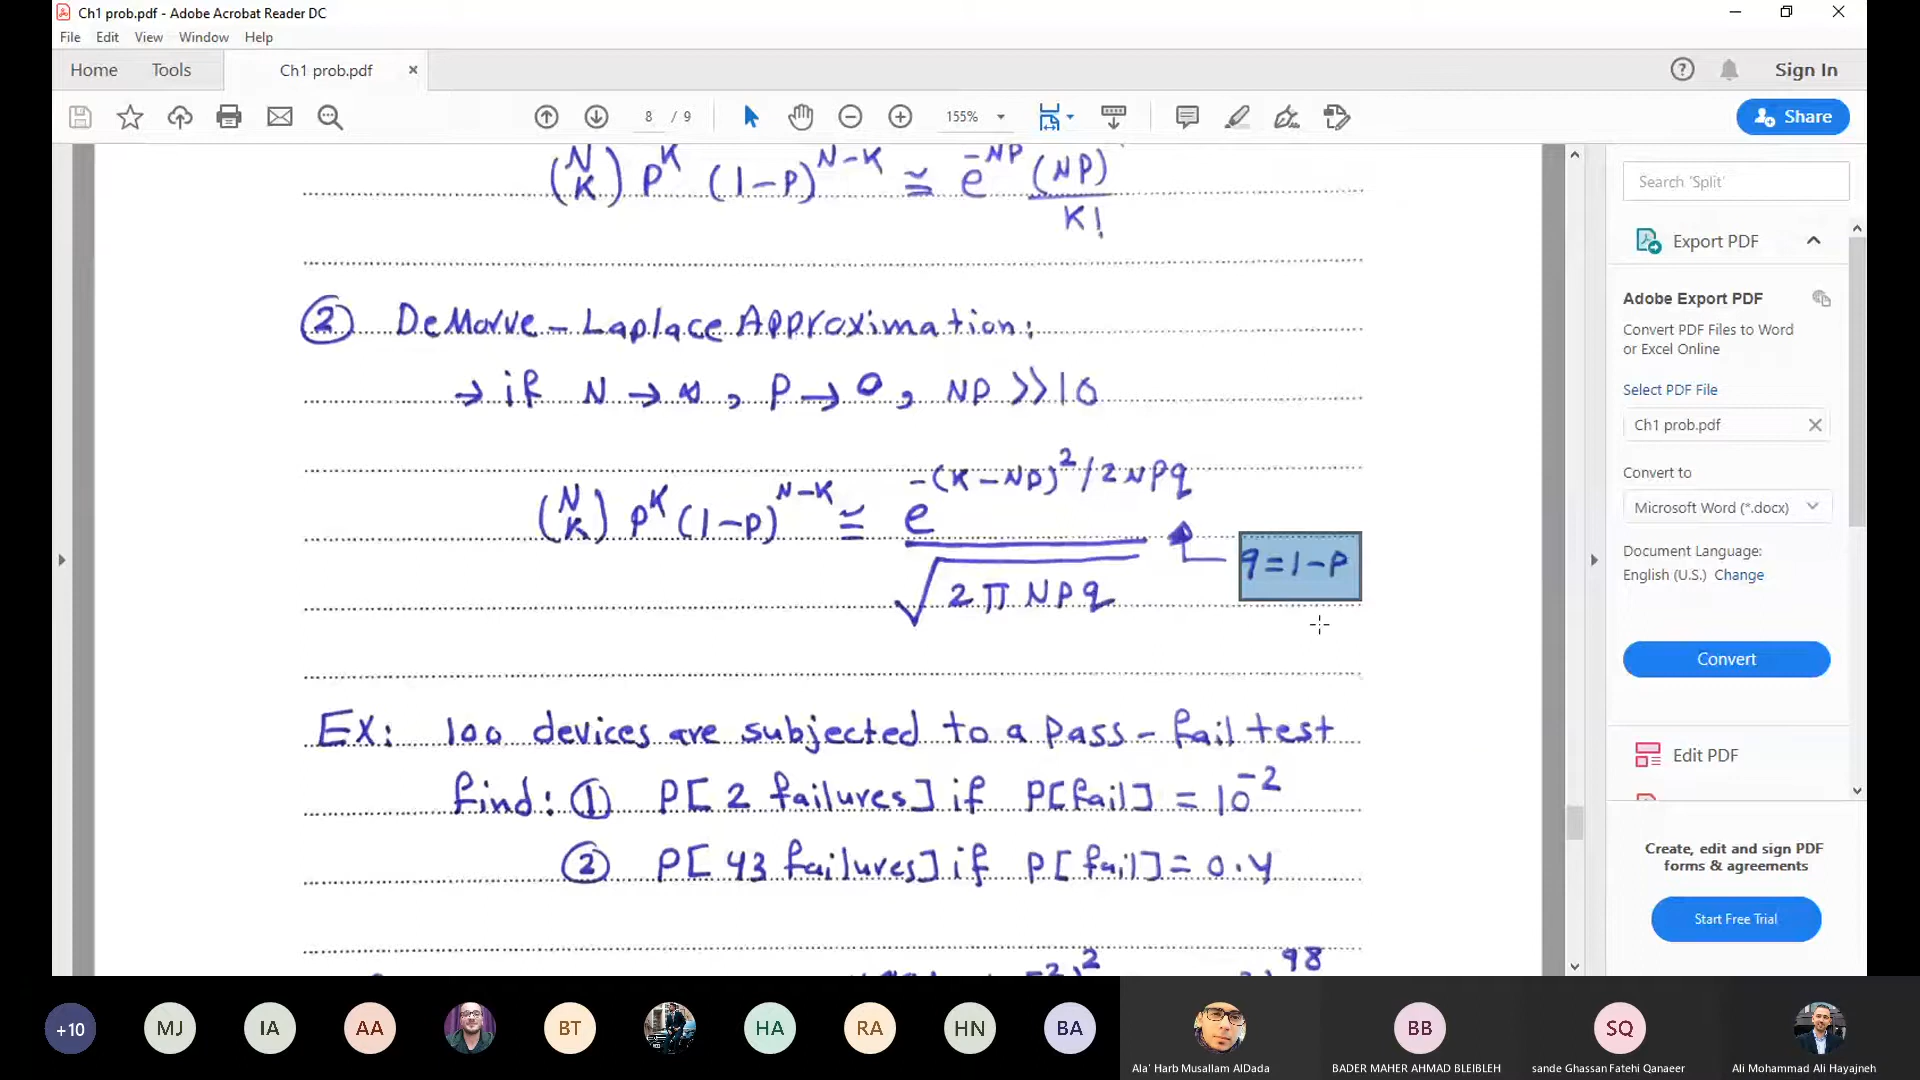 Ch1 prob.pdf - Adobe Acrobat Reader DC
File Edit View Window Help
Home Tools Ch1 prob.pdf × Sign In
8 / 9 155% Share
(N K) P^K (1-P)^{N-K} ≅ e^{-NP} (NP) / K!
② DeMorve - Laplace Approximation:
→ if N → ∞, P → 0, NP >> 10
(N K) P^K (1-P)^{N-K} ≅ e^{-(K-NP)^2/2NPq} / √(2π NPq)
q = 1-P
EX: 100 devices are subjected to a pass - fail test
find: ① P[2 failures] if P[fail] = 10^{-2}
② P[43 failures] if P[fail] = 0.4
98
Search 'Split'
Export PDF
Adobe Export PDF
Convert PDF Files to Word
or Excel Online
Select PDF File
Ch1 prob.pdf
Convert to
Microsoft Word (*.docx)
Document Language:
English (U.S.) Change
Convert
Edit PDF
Create, edit and sign PDF
forms & agreements
Start Free Trial
+10 MJ IA AA BT HA RA HN BA BB SQ
Ala' Harb Musallam AlDada BADER MAHER AHMAD BLEIBLEH sande Ghassan Fatehi Qanaeer Ali Mohammad Ali Hayajneh